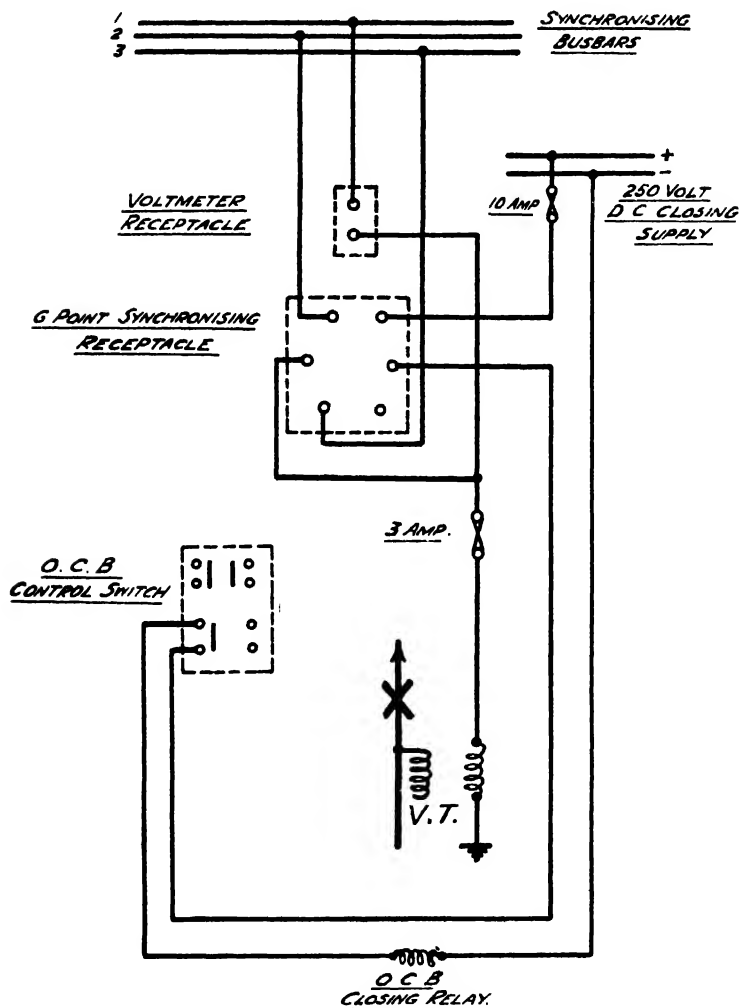 1
2
3
SYNCHRONISING
BUSBARS
+
-
VOLTMETER
RECEPTACLE
10 AMP
250 VOLT
D C CLOSING
SUPPLY
6 POINT SYNCHRONISING
RECEPTACLE
3 AMP.
O.C.B
CONTROL SWITCH
V.T.
O C B
CLOSING RELAY.